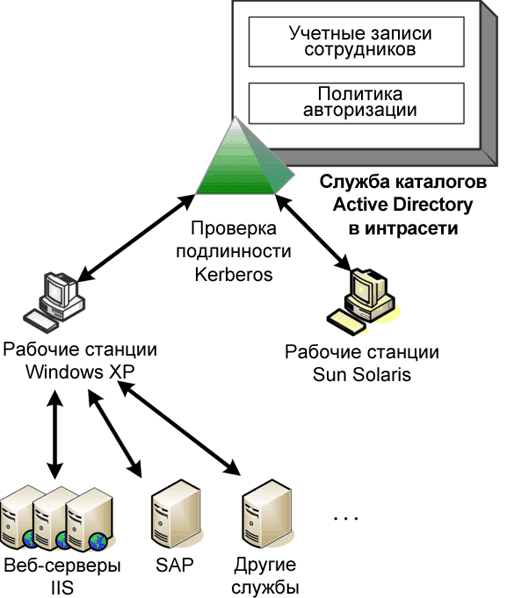 Учетные записи
сотрудников
Политика
авторизации
Служба каталогов
Active Directory
в интрасети
Проверка
подлинности
Kerberos
Рабочие станции
Windows XP
Рабочие станции
Sun Solaris
Веб-серверы
IIS
SAP
Другие
службы
...